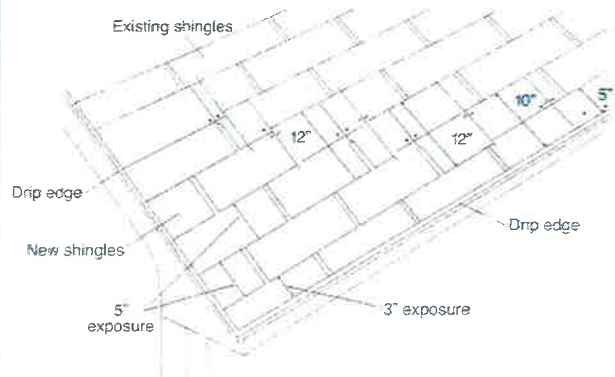 Existing shingles
10"
5"
12"
12"
Drip edge
Drip edge
New shingles
5"
exposure
3" exposure